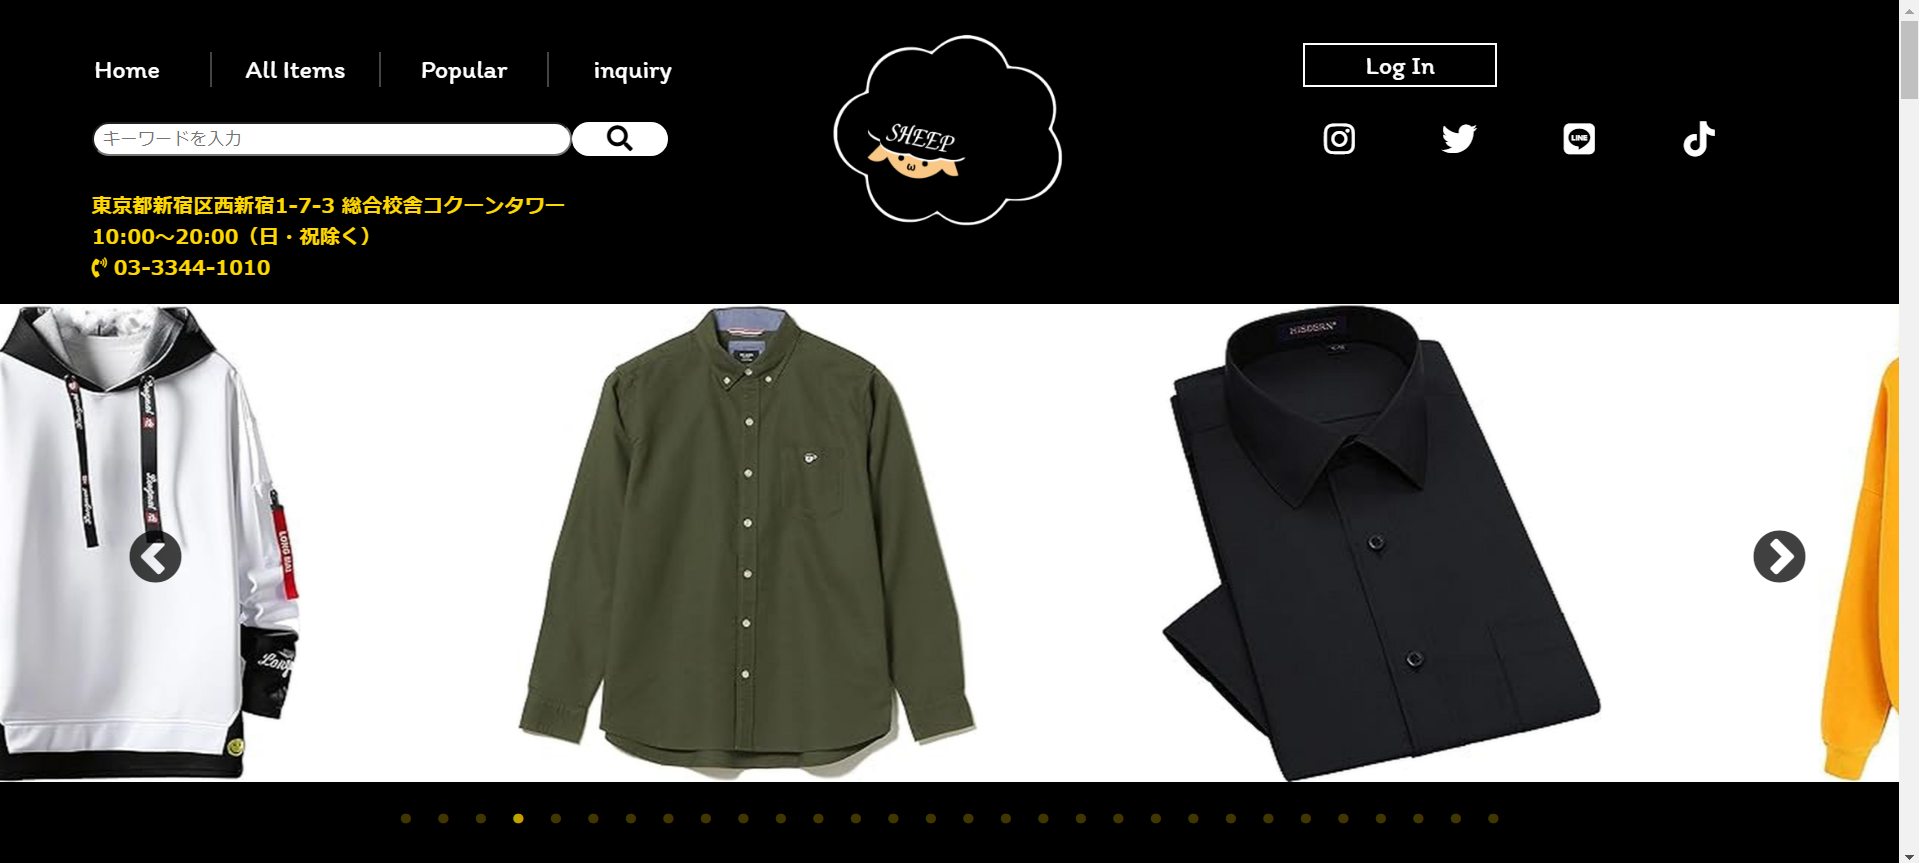 Home
All Items
Popular
inquiry
Log In
キーワードを入力
SHEEP
LINE
東京都新宿区西新宿1-7-3 総合校舎コクーンタワー
10:00～20:00（日・祝除く）
03-3344-1010